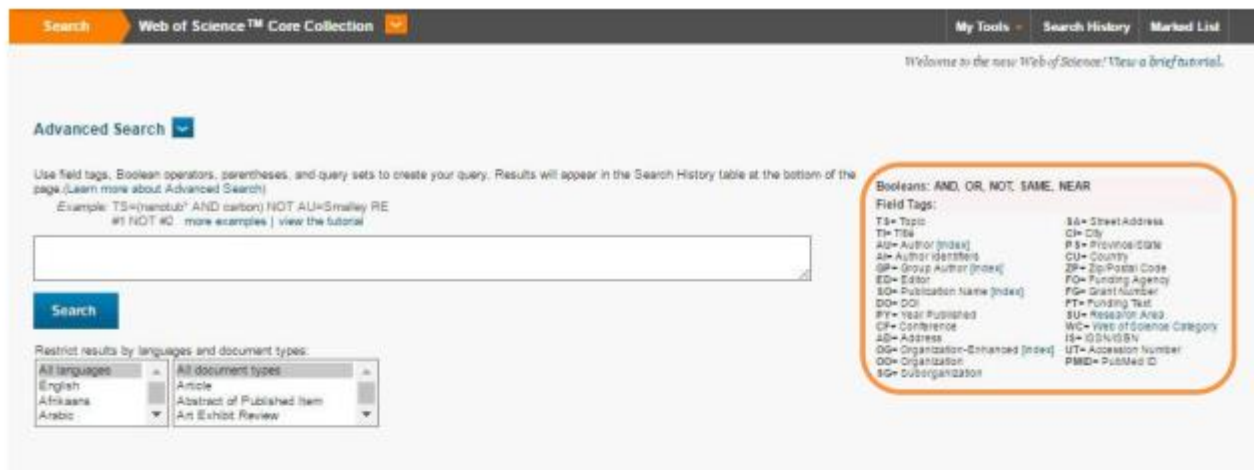 Search
Web of Science™ Core Collection
My Tools
Search History
Marked List
Welcome to the new Web of Science! View a brief tutorial.
Advanced Search
Use field tags, Boolean operators, parentheses, and query sets to create your query. Results will appear in the Search History table at the bottom of the
page.(Learn more about Advanced Search)
Example: TS=(nanotub* AND carbon) NOT AU=Smalley RE
#1 NOT #2 more examples | view the tutorial
Search
Restrict results by languages and document types:
All languages
English
Afrikaans
Arabic
All document types
Article
Abstract of Published Item
Art Exhibit Review
Booleans: AND, OR, NOT, SAME, NEAR
Field Tags:
TS= Topic
TI= Title
AU= Author [Index]
AI= Author Identifiers
GP= Group Author [Index]
ED= Editor
SO= Publication Name [Index]
DO= DOI
PY= Year Published
CF= Conference
AD= Address
OG= Organization-Enhanced [Index]
OO= Organization
SG= Suborganization
SA= Street Address
CI= City
PS= Province/State
CU= Country
ZP= Zip/Postal Code
FO= Funding Agency
FG= Grant Number
FT= Funding Text
SU= Research Area
WC= Web of Science Category
IS= ISSN/ISBN
UT= Accession Number
PMID= PubMed ID